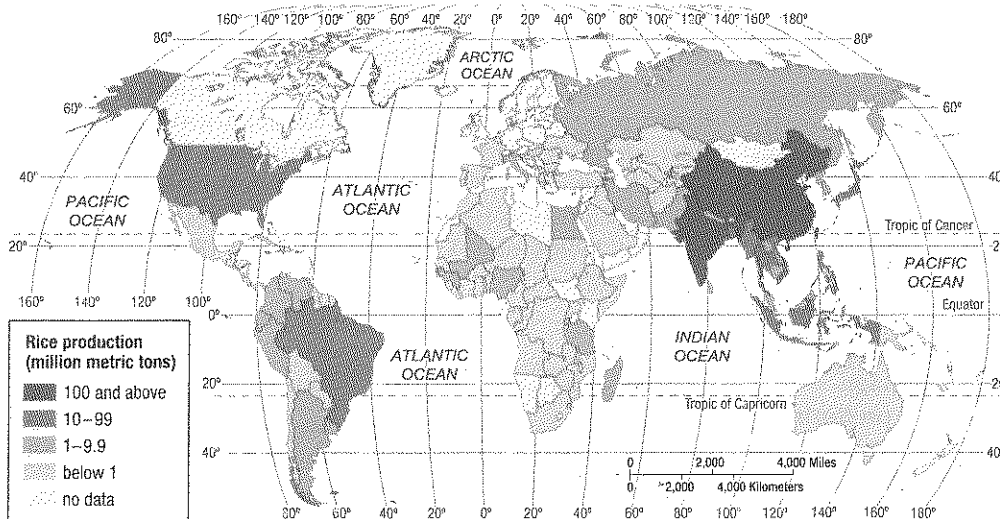 160° 140° 120° 100° 80° 60° 40° 20° 0° 20° 40° 60° 80° 100° 120° 140° 160° 180°
80° 80°
ARCTIC
OCEAN
60° 60°
40° 40
PACIFIC
OCEAN
ATLANTIC
OCEAN
Tropic of Cancer
20° 20
PACIFIC
OCEAN
160° 140° 120° 100°
Equator
0° 0°
Rice production
(million metric tons)
100 and above
10–99
1–9.9
below 1
no data
ATLANTIC
OCEAN
INDIAN
OCEAN
20° 20
Tropic of Capricorn
40° 40
0 2,000 4,000 Miles
0 2,000 4,000 Kilometers
80° 60° 40° 20° 0° 20° 40° 60° 80° 100° 120° 140° 160° 180°